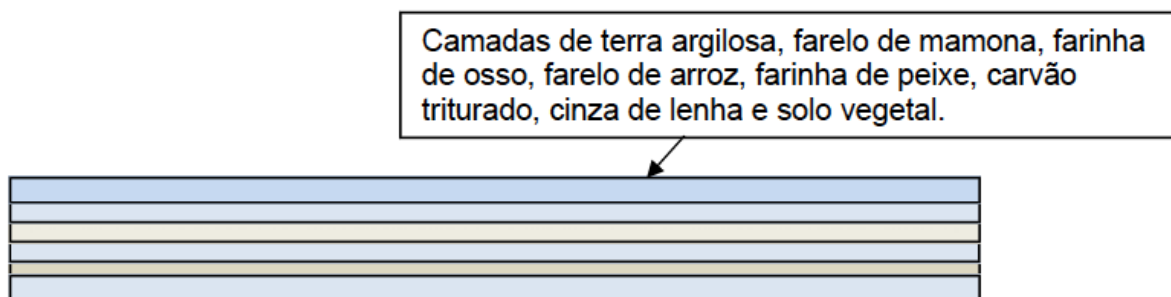 Camadas de terra argilosa, farelo de mamona, farinha
de osso, farelo de arroz, farinha de peixe, carvão
triturado, cinza de lenha e solo vegetal.